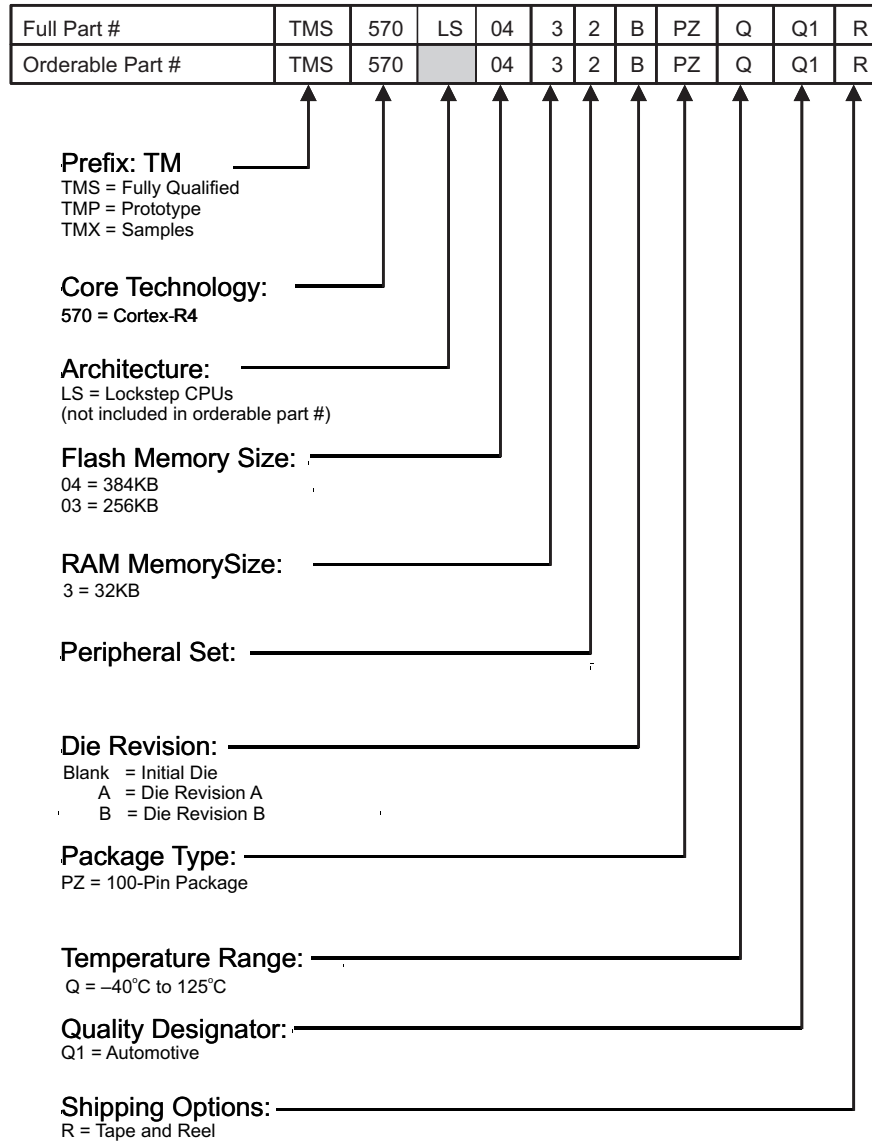 Full Part # TMS 570 LS 04 3 2 B PZ Q Q1 R
Orderable Part # TMS 570 04 3 2 B PZ Q Q1 R
Prefix: TM
TMS = Fully Qualified
TMP = Prototype
TMX = Samples
Core Technology:
570 = Cortex-R4
Architecture:
LS = Lockstep CPUs
(not included in orderable part #)
Flash Memory Size:
04 = 384KB
03 = 256KB
RAM MemorySize:
3 = 32KB
Peripheral Set:
Die Revision:
Blank = Initial Die
A = Die Revision A
B = Die Revision B
Package Type:
PZ = 100-Pin Package
Temperature Range:
Q = –40°C to 125°C
Quality Designator:
Q1 = Automotive
Shipping Options:
R = Tape and Reel